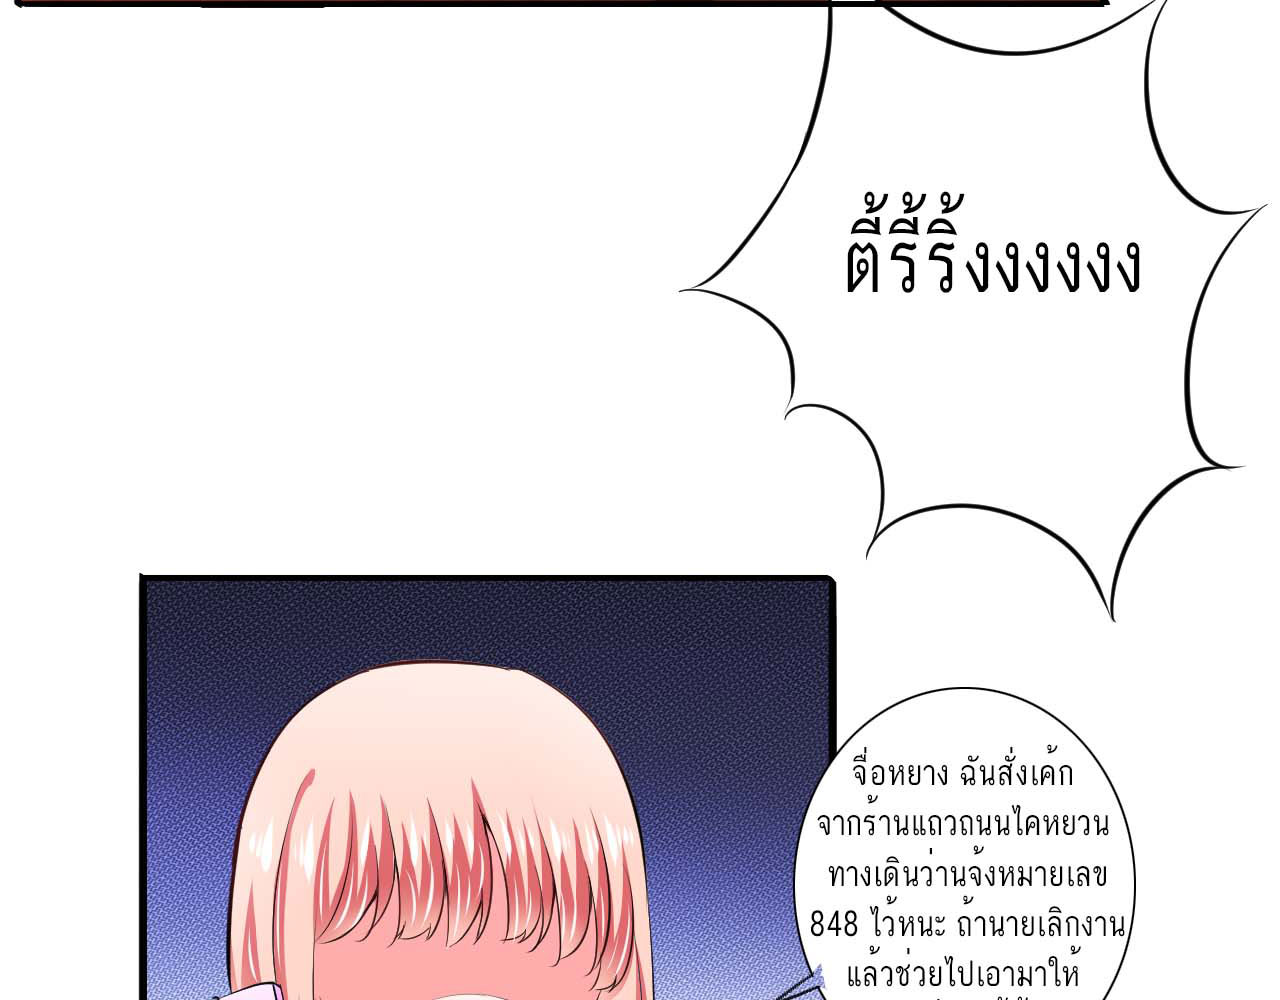 ตี้รี้ริ้งงงงงง
จื่อหยาง ฉันสั่งเค้ก
จากร้านแถวถนนไคหยวน
ทางเดินว่านจ้งหมายเลข
848 ไว้หนะ ถ้านายเลิกงาน
แล้วช่วยไปเอามาให้